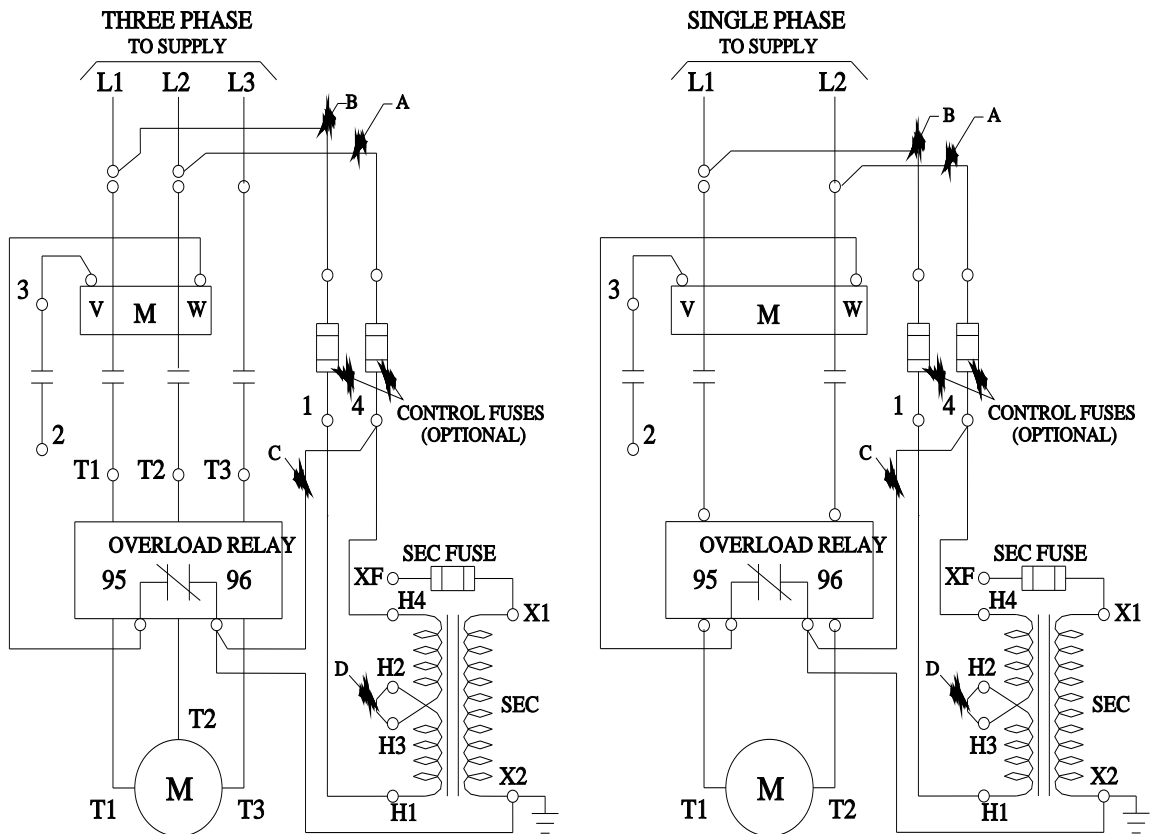 THREE PHASE
TO SUPPLY
L1 L2 L3
B A
3
V M W
2
1 4
CONTROL FUSES
(OPTIONAL)
C
T1 T2 T3
OVERLOAD RELAY
95 96
SEC FUSE
XF
H4 X1
D H2
SEC
H3
T2
X2
T1 M T3
H1
SINGLE PHASE
TO SUPPLY
L1 L2
B A
3
V M W
2
1 4
CONTROL FUSES
(OPTIONAL)
C
OVERLOAD RELAY
95 96
SEC FUSE
XF
H4 X1
D H2
SEC
H3
X2
T1 M T2
H1